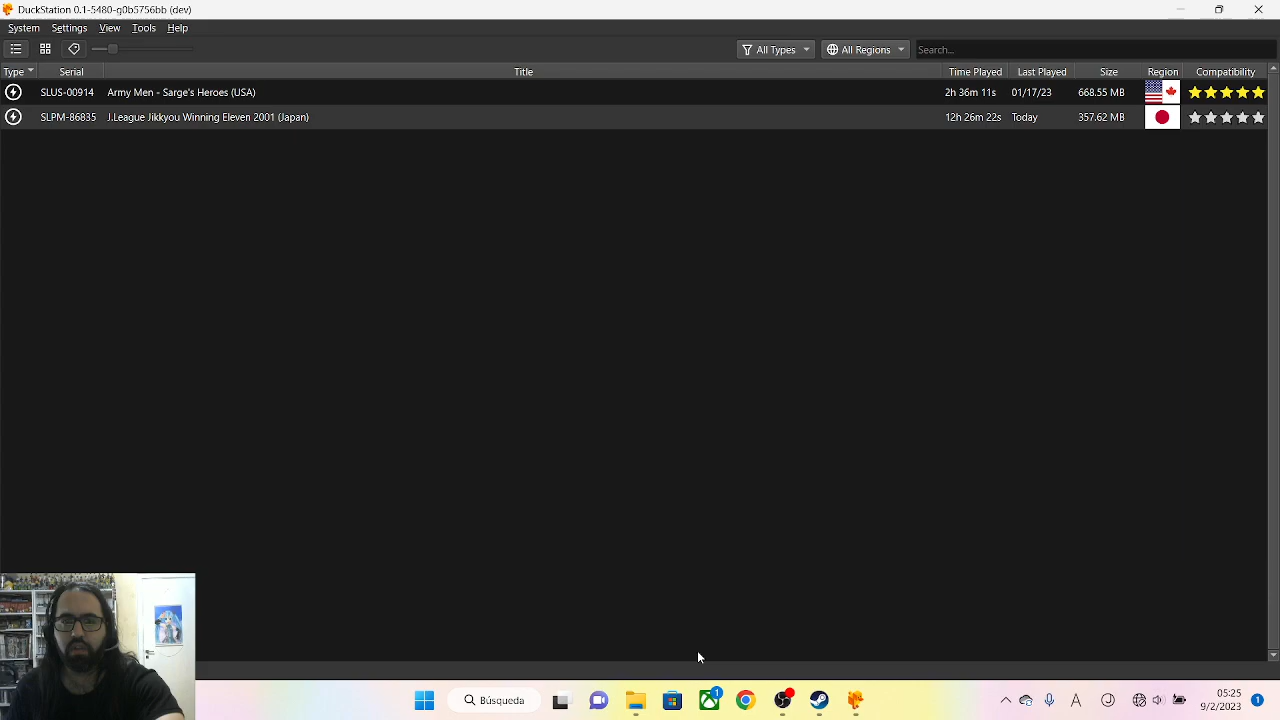 DuckStation 0.1-5480-g0b5756bb (dev)
System Settings View Tools Help
All Types All Regions Search...
Type Serial Title Time Played Last Played Size Region Compatibility
SLUS-00914 Army Men - Sarge's Heroes (USA) 2h 36m 11s 01/17/23 668.55 MB
SLPM-86835 J.League Jikkyou Winning Eleven 2001 (Japan) 12h 26m 22s Today 357.62 MB
Búsqueda 1 A 05:25 1
9/2/2023